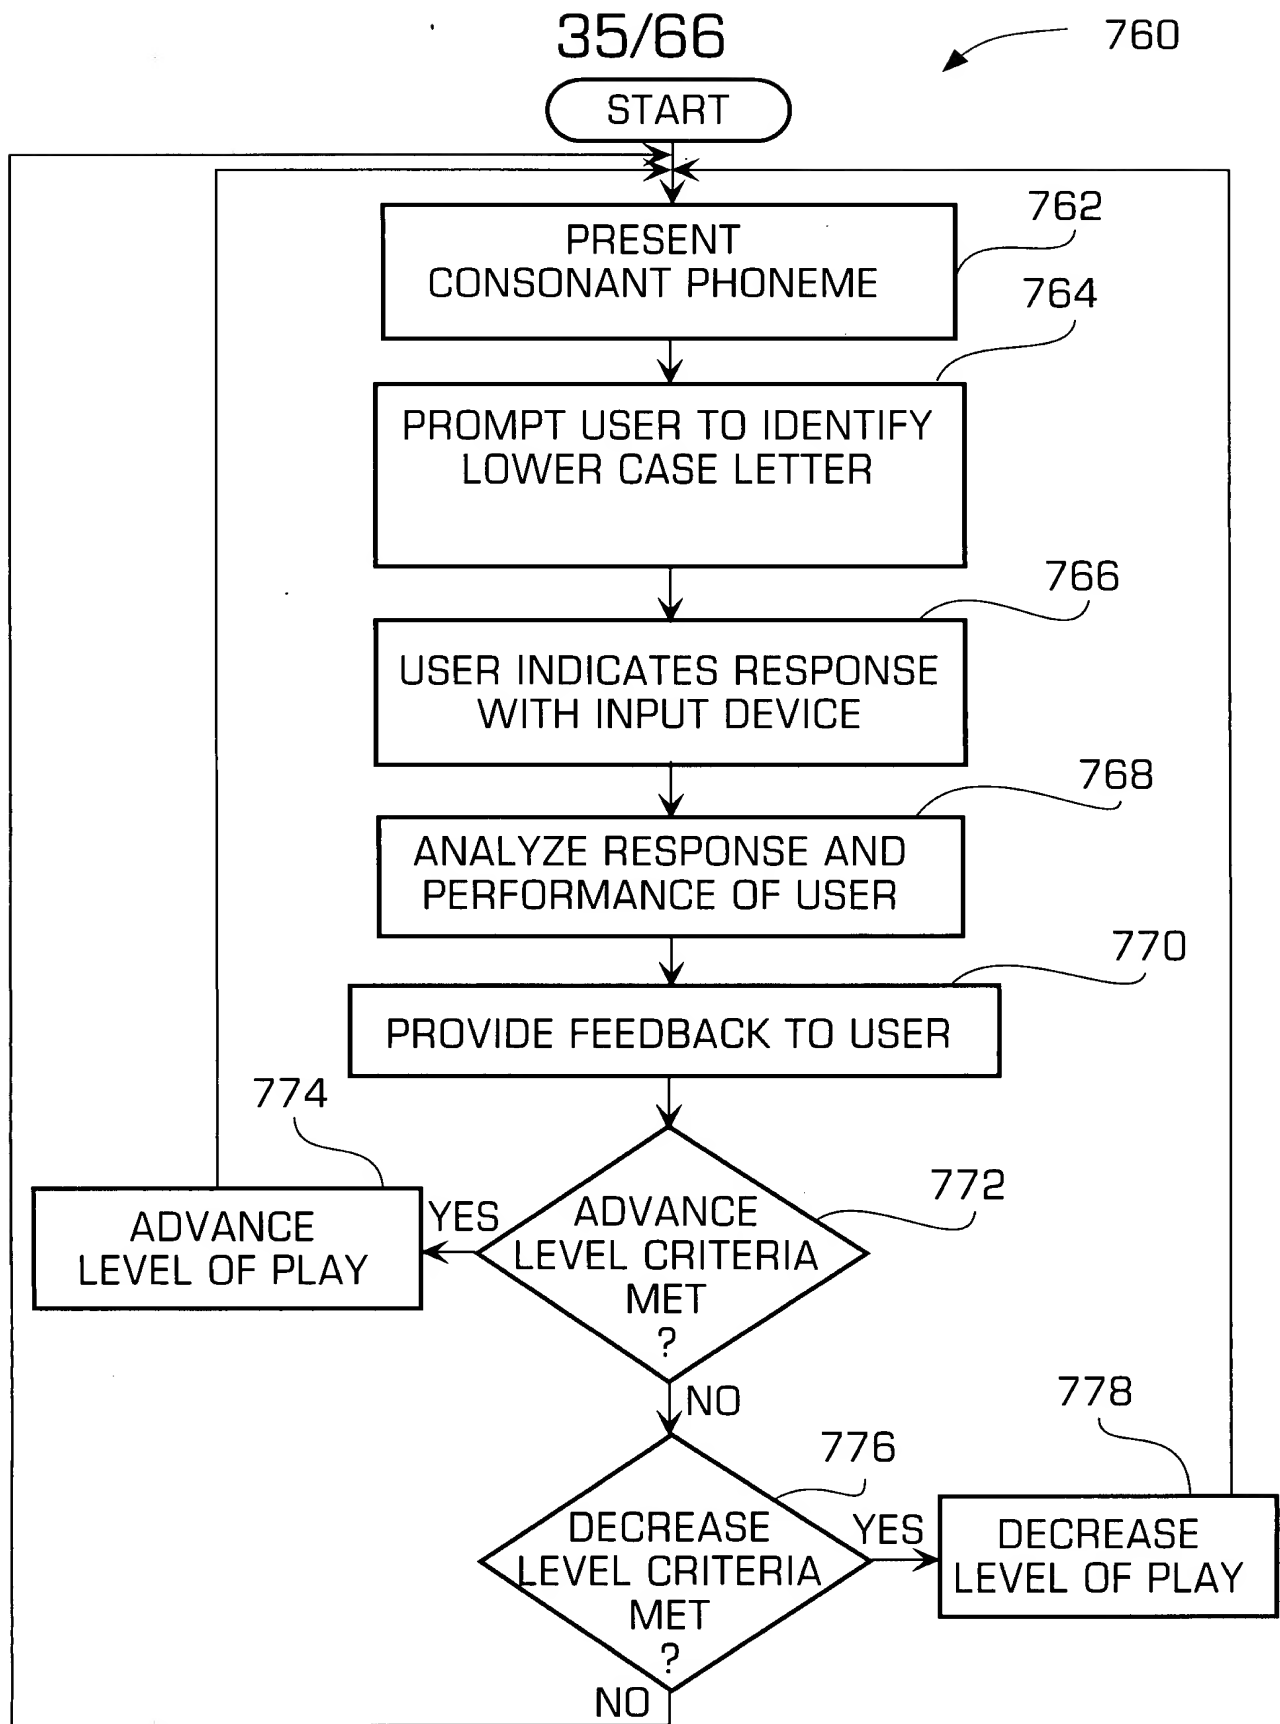 35/66
760
START
762
PRESENT
CONSONANT PHONEME
764
PROMPT USER TO IDENTIFY
LOWER CASE LETTER
766
USER INDICATES RESPONSE
WITH INPUT DEVICE
768
ANALYZE RESPONSE AND
PERFORMANCE OF USER
770
PROVIDE FEEDBACK TO USER
774
772
ADVANCE
LEVEL OF PLAY
YES
ADVANCE
LEVEL CRITERIA
MET
?
NO
778
776
DECREASE
LEVEL CRITERIA
MET
?
YES
DECREASE
LEVEL OF PLAY
NO